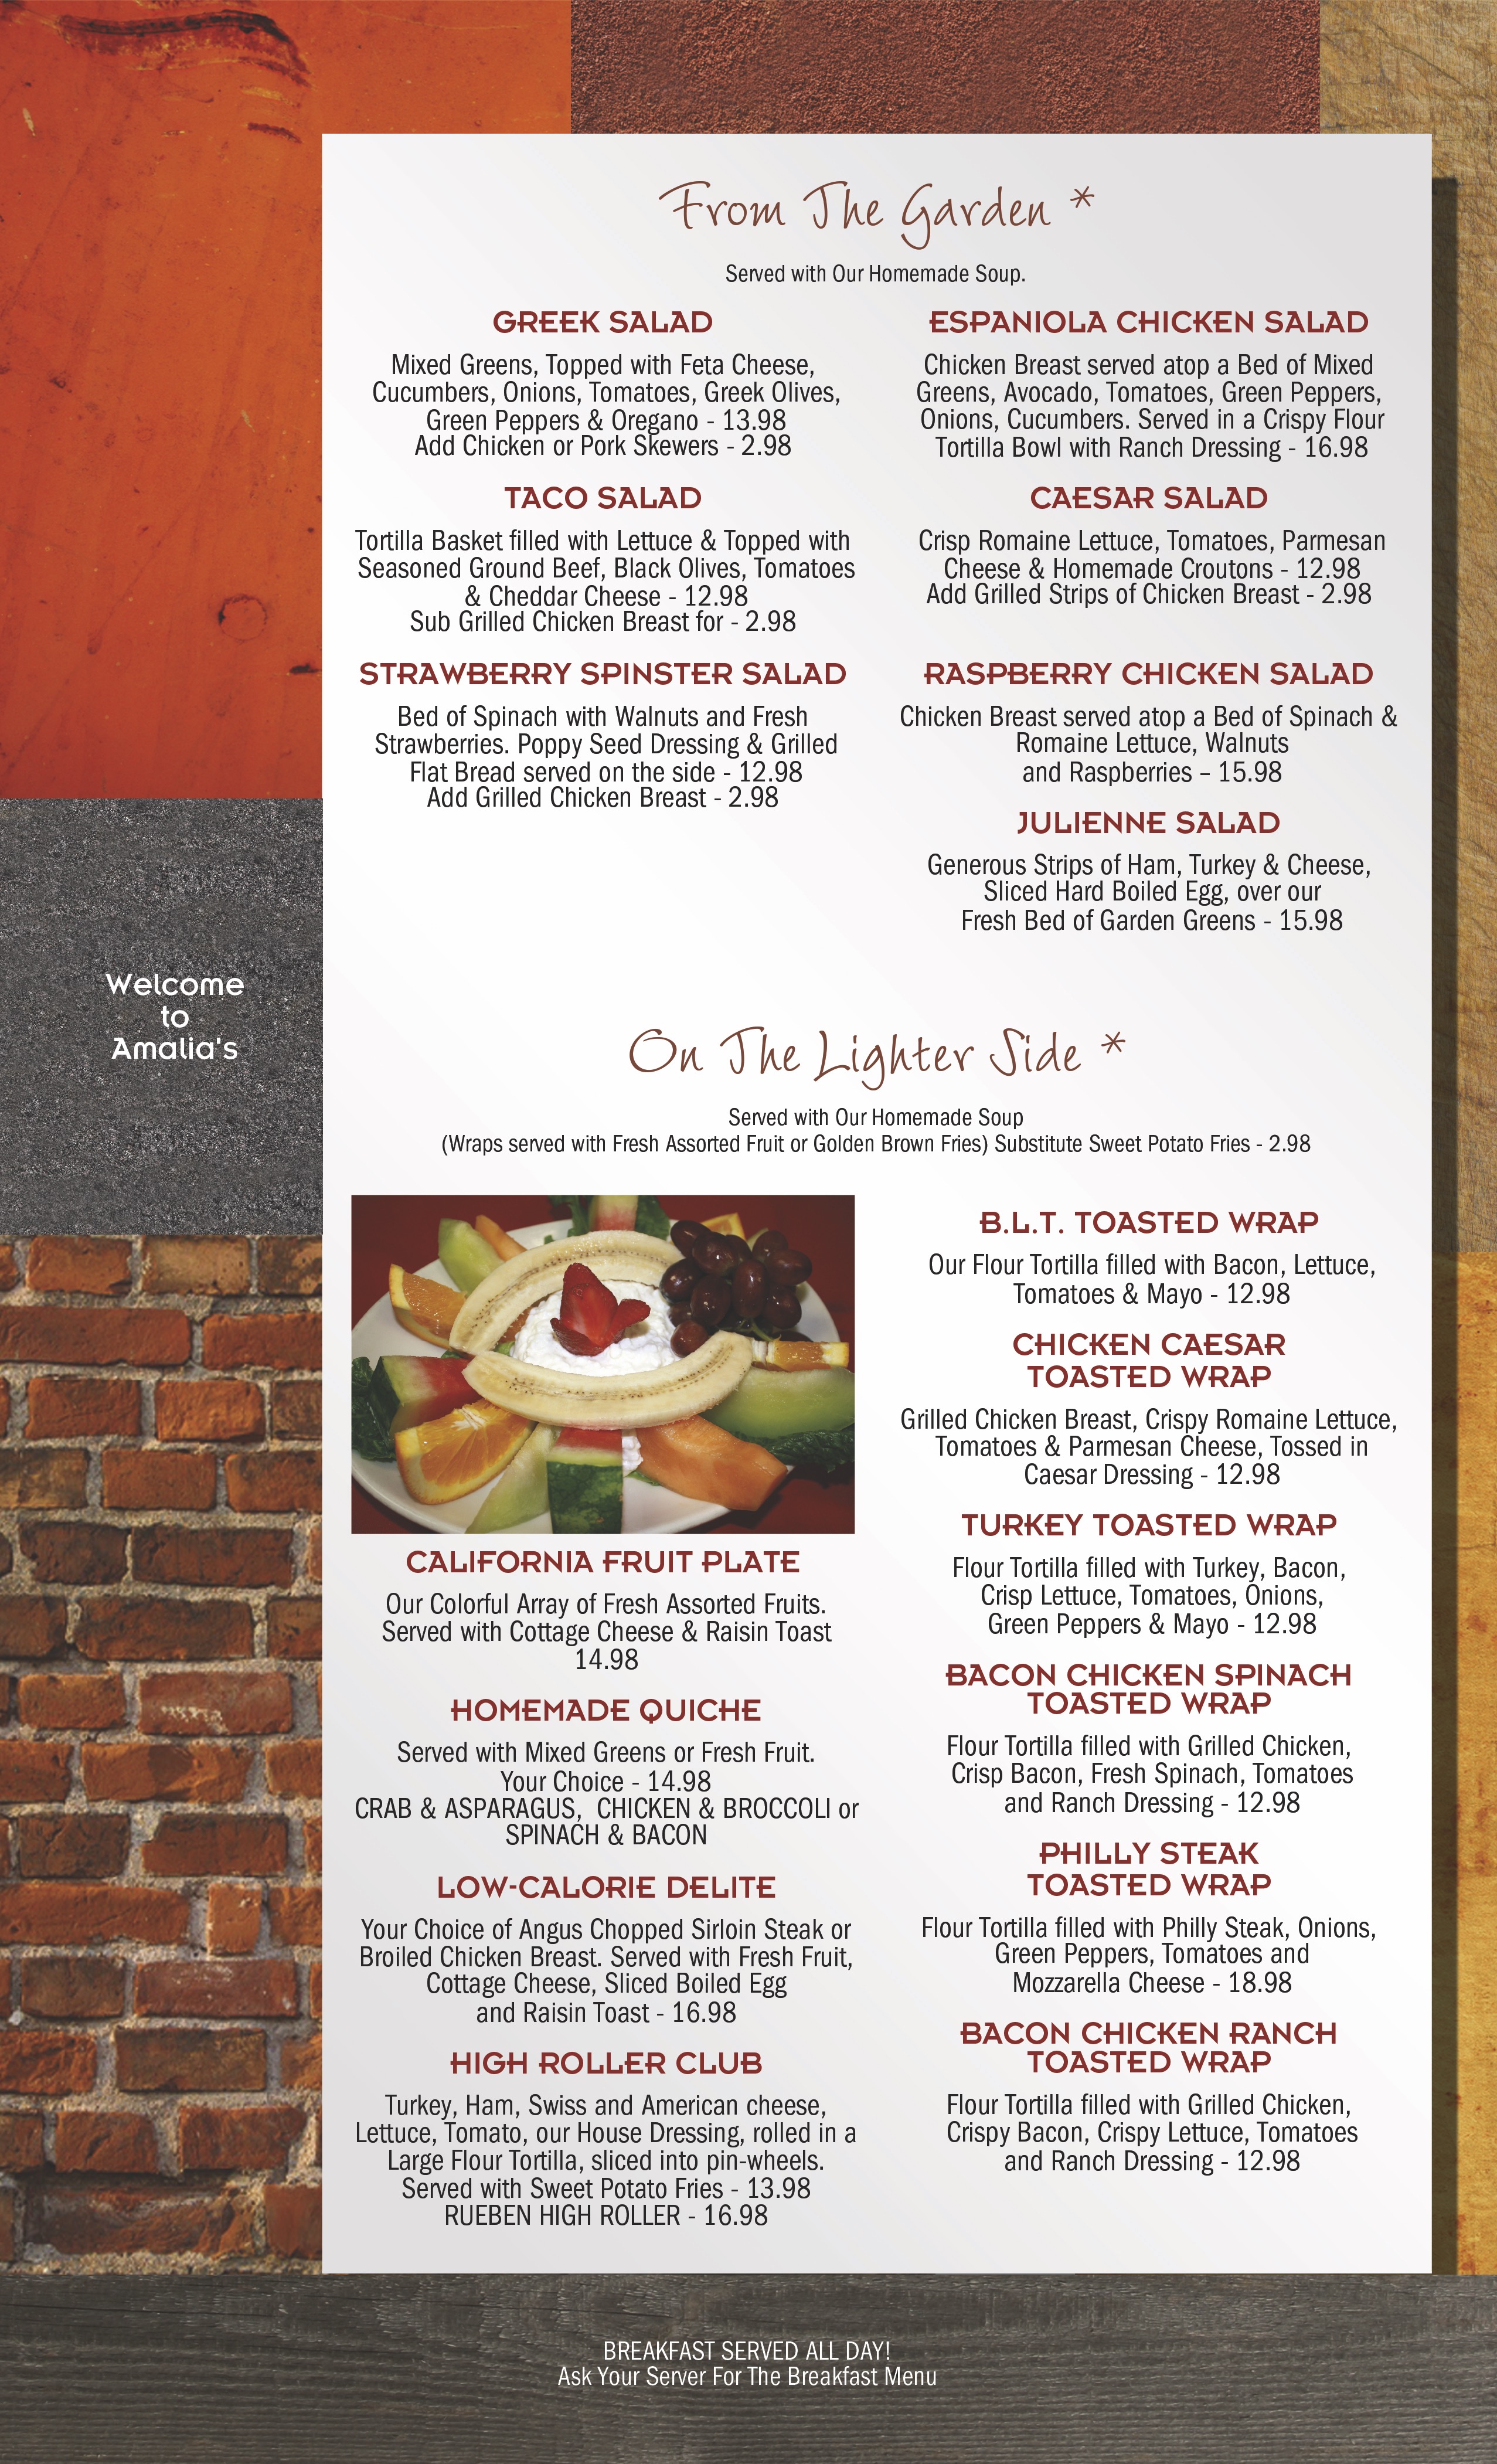 From The Garden *
Served with Our Homemade Soup.
GREEK SALAD
Mixed Greens, Topped with Feta Cheese,
Cucumbers, Onions, Tomatoes, Greek Olives,
Green Peppers & Oregano - 13.98
Add Chicken or Pork Skewers - 2.98
TACO SALAD
Tortilla Basket filled with Lettuce & Topped with
Seasoned Ground Beef, Black Olives, Tomatoes
& Cheddar Cheese - 12.98
Sub Grilled Chicken Breast for - 2.98
STRAWBERRY SPINSTER SALAD
Bed of Spinach with Walnuts and Fresh
Strawberries. Poppy Seed Dressing & Grilled
Flat Bread served on the side - 12.98
Add Grilled Chicken Breast - 2.98
ESPANIOLA CHICKEN SALAD
Chicken Breast served atop a Bed of Mixed
Greens, Avocado, Tomatoes, Green Peppers,
Onions, Cucumbers. Served in a Crispy Flour
Tortilla Bowl with Ranch Dressing - 16.98
CAESAR SALAD
Crisp Romaine Lettuce, Tomatoes, Parmesan
Cheese & Homemade Croutons - 12.98
Add Grilled Strips of Chicken Breast - 2.98
RASPBERRY CHICKEN SALAD
Chicken Breast served atop a Bed of Spinach &
Romaine Lettuce, Walnuts
and Raspberries – 15.98
JULIENNE SALAD
Generous Strips of Ham, Turkey & Cheese,
Sliced Hard Boiled Egg, over our
Fresh Bed of Garden Greens - 15.98
Welcome
to
Amalia's
On The Lighter Side *
Served with Our Homemade Soup
(Wraps served with Fresh Assorted Fruit or Golden Brown Fries) Substitute Sweet Potato Fries - 2.98
CALIFORNIA FRUIT PLATE
Our Colorful Array of Fresh Assorted Fruits.
Served with Cottage Cheese & Raisin Toast
14.98
HOMEMADE QUICHE
Served with Mixed Greens or Fresh Fruit.
Your Choice - 14.98
CRAB & ASPARAGUS, CHICKEN & BROCCOLI or
SPINACH & BACON
LOW-CALORIE DELITE
Your Choice of Angus Chopped Sirloin Steak or
Broiled Chicken Breast. Served with Fresh Fruit,
Cottage Cheese, Sliced Boiled Egg
and Raisin Toast - 16.98
HIGH ROLLER CLUB
Turkey, Ham, Swiss and American cheese,
Lettuce, Tomato, our House Dressing, rolled in a
Large Flour Tortilla, sliced into pin-wheels.
Served with Sweet Potato Fries - 13.98
RUEBEN HIGH ROLLER - 16.98
B.L.T. TOASTED WRAP
Our Flour Tortilla filled with Bacon, Lettuce,
Tomatoes & Mayo - 12.98
CHICKEN CAESAR
TOASTED WRAP
Grilled Chicken Breast, Crispy Romaine Lettuce,
Tomatoes & Parmesan Cheese, Tossed in
Caesar Dressing - 12.98
TURKEY TOASTED WRAP
Flour Tortilla filled with Turkey, Bacon,
Crisp Lettuce, Tomatoes, Onions,
Green Peppers & Mayo - 12.98
BACON CHICKEN SPINACH
TOASTED WRAP
Flour Tortilla filled with Grilled Chicken,
Crisp Bacon, Fresh Spinach, Tomatoes
and Ranch Dressing - 12.98
PHILLY STEAK
TOASTED WRAP
Flour Tortilla filled with Philly Steak, Onions,
Green Peppers, Tomatoes and
Mozzarella Cheese - 18.98
BACON CHICKEN RANCH
TOASTED WRAP
Flour Tortilla filled with Grilled Chicken,
Crispy Bacon, Crispy Lettuce, Tomatoes
and Ranch Dressing - 12.98
BREAKFAST SERVED ALL DAY!
Ask Your Server For The Breakfast Menu